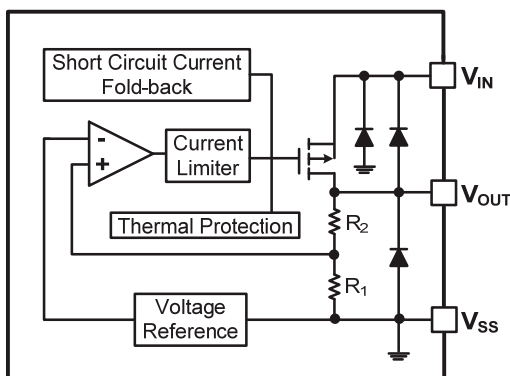 Short Circuit Current
Fold-back
VIN
-
+
Current
Limiter
VOUT
Thermal Protection
R2
R1
Voltage
Reference
VSS